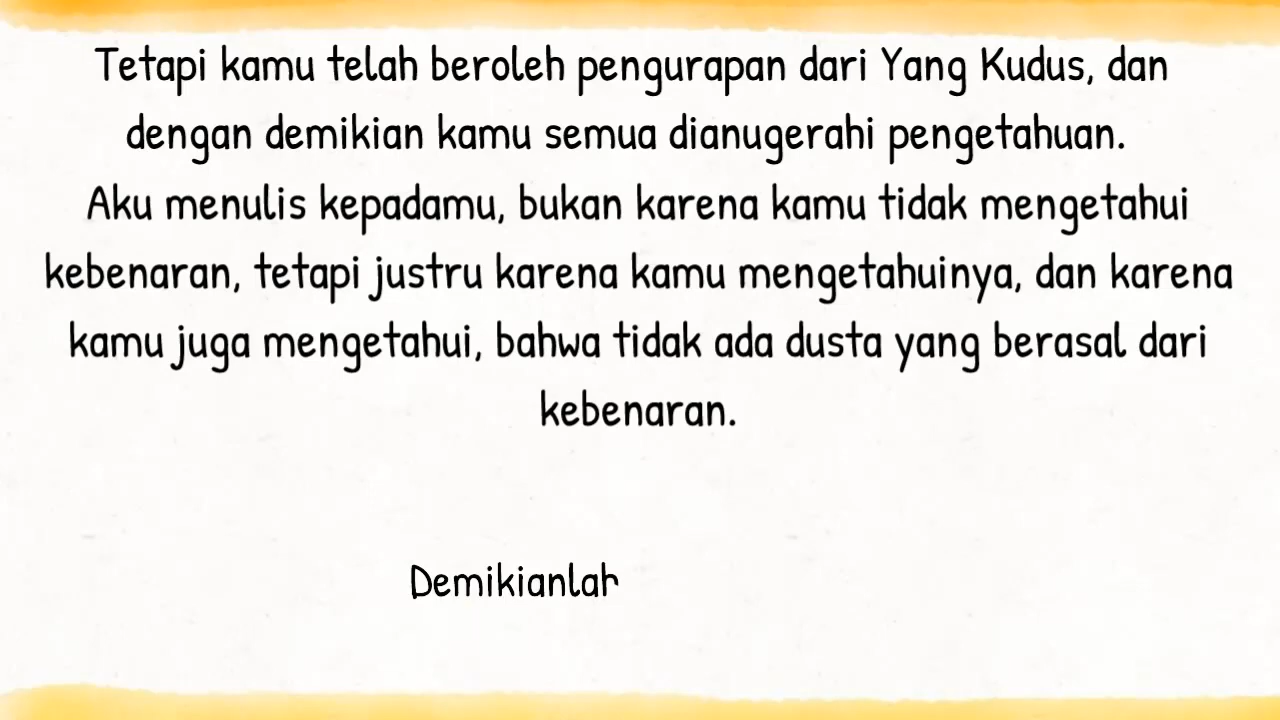 Tetapi kamu telah beroleh pengurapan dari Yang Kudus, dan
dengan demikian kamu semua dianugerahi pengetahuan.
Aku menulis kepadamu, bukan karena kamu tidak mengetahui
kebenaran, tetapi justru karena kamu mengetahuinya, dan karena
kamu juga mengetahui, bahwa tidak ada dusta yang berasal dari
kebenaran.
Demikianlah